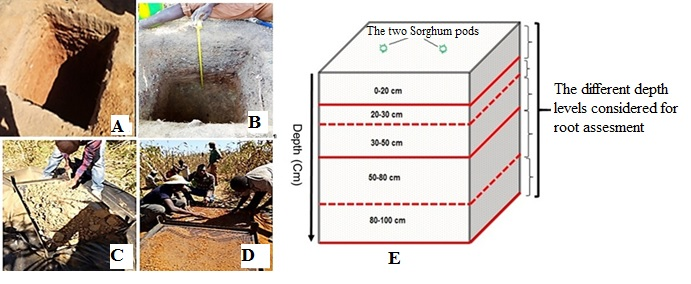 A
B
C
D
The two Sorghum pods
0-20 cm
20-30 cm
30-50 cm
50-80 cm
80-100 cm
Depth (Cm)
E
The different depth
levels considered for
root assesment